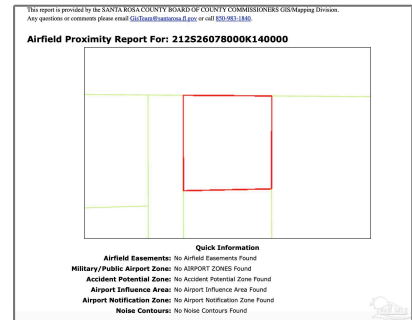 This report is provided by the SANTA ROSA COUNTY BOARD OF COUNTY COMMISSIONERS GIS/Mapping Division.
Any questions or comments please email GisTeam@santarosa.fl.gov or call 850-983-1840.
Airfield Proximity Report For: 212S26078000K140000
Quick Information
Airfield Easements: No Airfield Easements Found
Military/Public Airport Zone: No AIRPORT ZONES Found
Accident Potential Zone: No Accident Potential Zone Found
Airport Influence Area: No Airport Influence Area Found
Airport Notification Zone: No Airport Notification Zone Found
Noise Contours: No Noise Contours Found